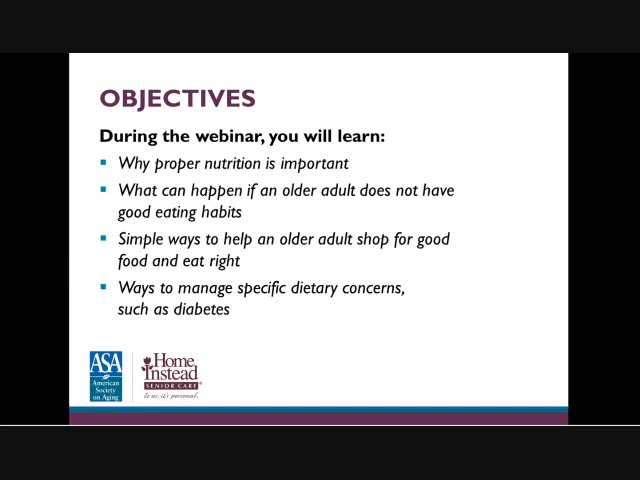 OBJECTIVES
During the webinar, you will learn:
▪ Why proper nutrition is important
▪ What can happen if an older adult does not have
good eating habits
▪ Simple ways to help an older adult shop for good
food and eat right
▪ Ways to manage specific dietary concerns,
such as diabetes
ASA
American
Society
on Aging
Home
Instead
SENIOR CARE®
to us, it's personal.